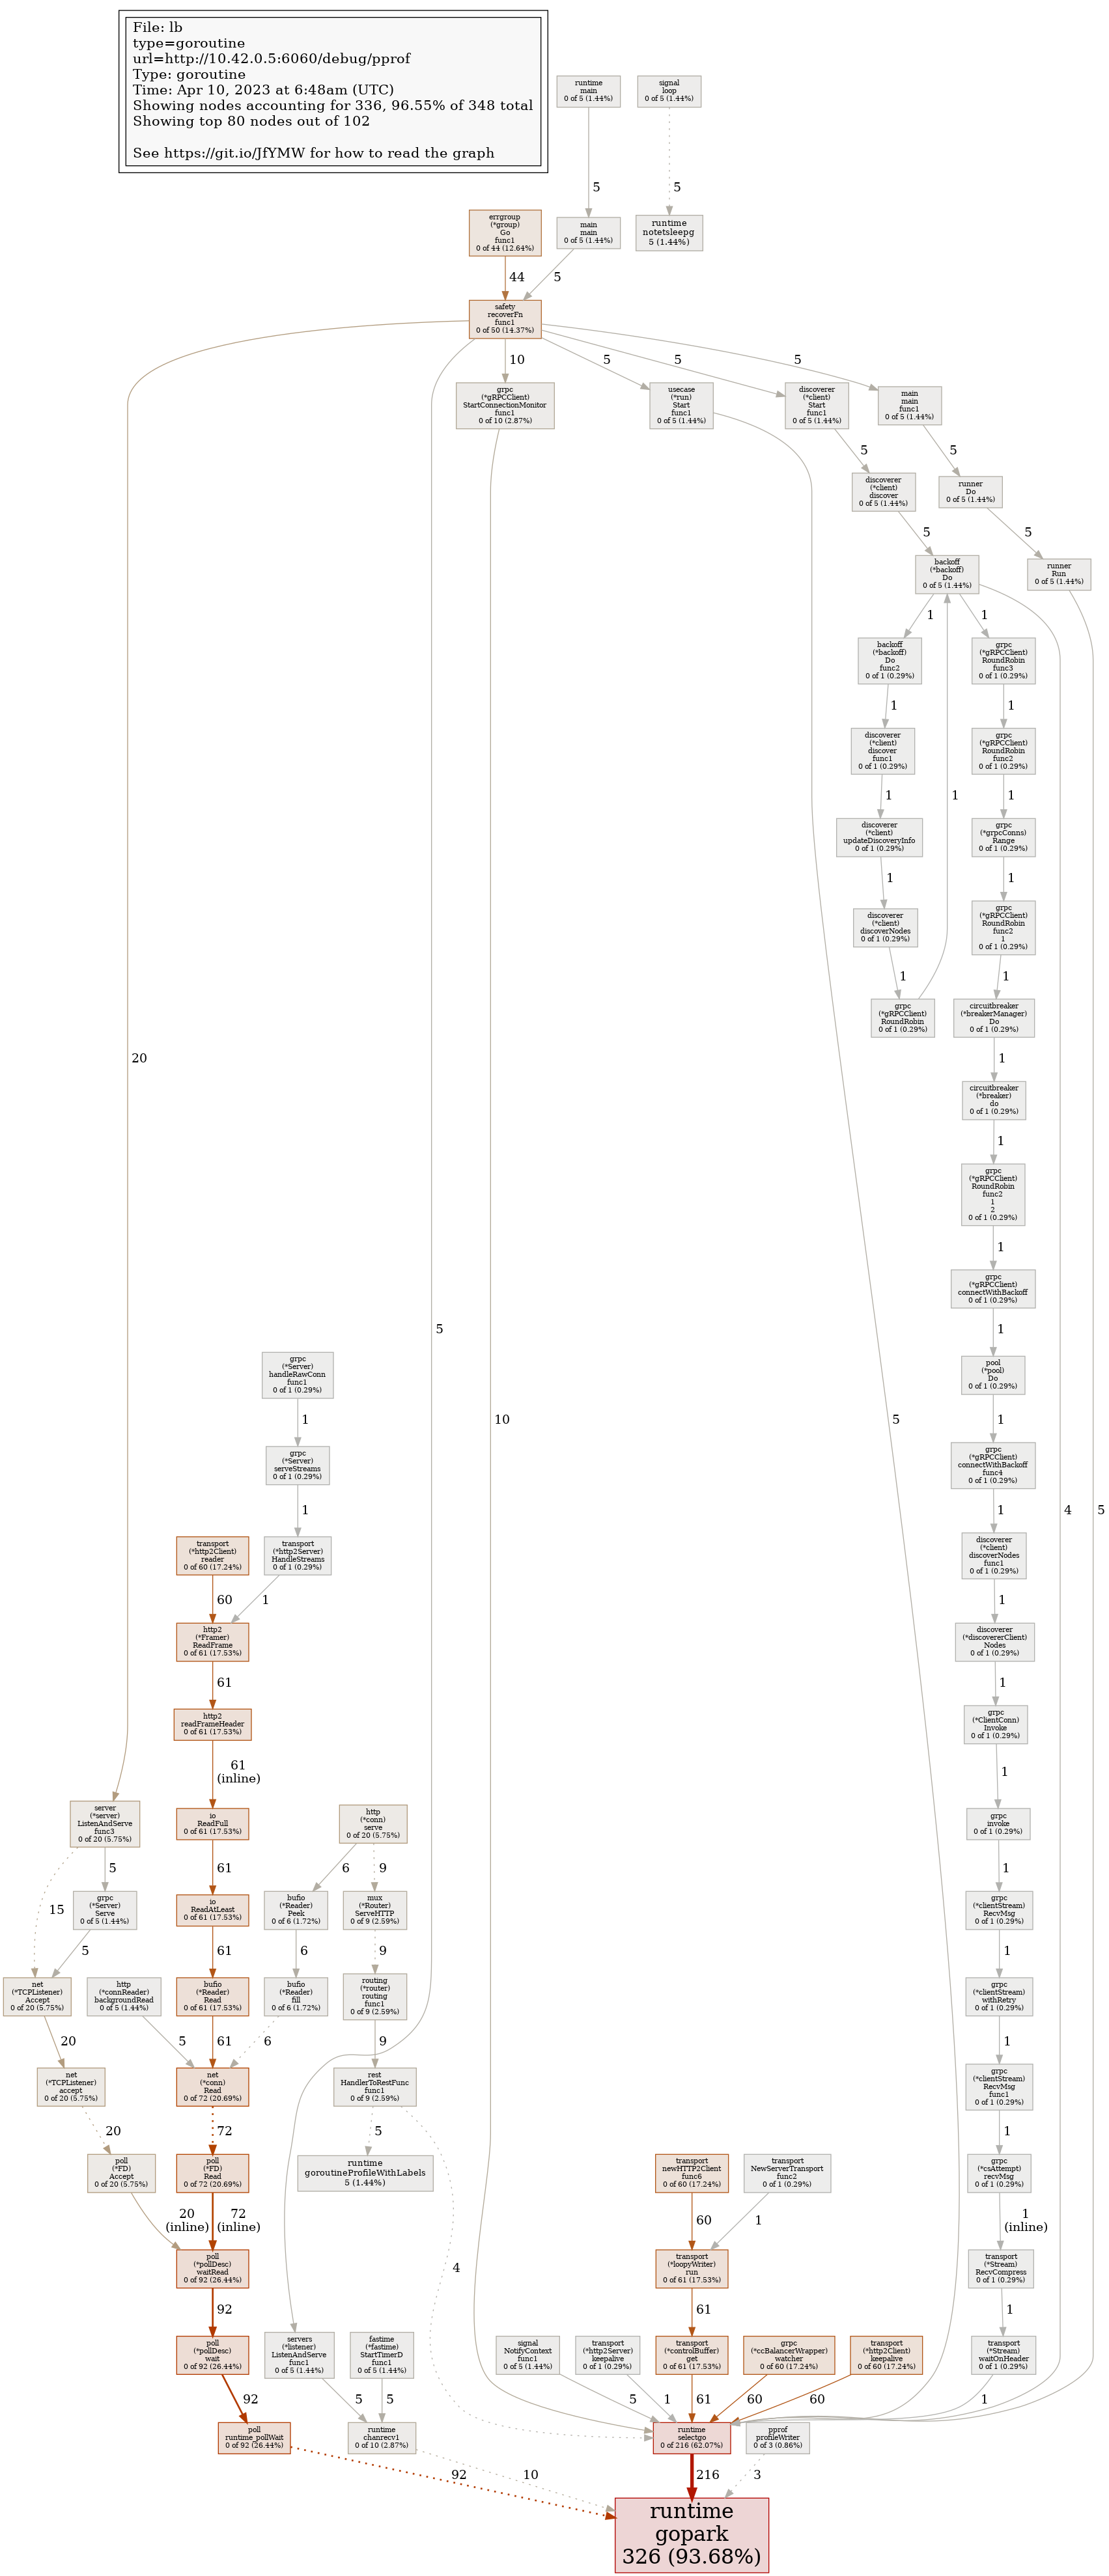 File: lb
type=goroutine
url=http://10.42.0.5:6060/debug/pprof
Type: goroutine
Time: Apr 10, 2023 at 6:48am (UTC)
Showing nodes accounting for 336, 96.55% of 348 total
Showing top 80 nodes out of 102
See https://git.io/JfYMW for how to read the graph
runtime
main
0 of 5 (1.44%)
signal
loop
0 of 5 (1.44%)
5
5
errgroup
(*group)
Go
func1
0 of 44 (12.64%)
main
main
0 of 5 (1.44%)
runtime
notetsleepg
5 (1.44%)
44
5
safety
recoverFn
func1
0 of 50 (14.37%)
10
5
5
5
grpc
(*gRPCClient)
StartConnectionMonitor
func1
0 of 10 (2.87%)
usecase
(*run)
Start
func1
0 of 5 (1.44%)
discoverer
(*client)
Start
func1
0 of 5 (1.44%)
main
main
func1
0 of 5 (1.44%)
5
5
discoverer
(*client)
discover
0 of 5 (1.44%)
runner
Do
0 of 5 (1.44%)
5
5
backoff
(*backoff)
Do
0 of 5 (1.44%)
runner
Run
0 of 5 (1.44%)
1
1
backoff
(*backoff)
Do
func2
0 of 1 (0.29%)
grpc
(*gRPCClient)
RoundRobin
func3
0 of 1 (0.29%)
1
1
discoverer
(*client)
discover
func1
0 of 1 (0.29%)
grpc
(*gRPCClient)
RoundRobin
func2
0 of 1 (0.29%)
1
1
1
discoverer
(*client)
updateDiscoveryInfo
0 of 1 (0.29%)
grpc
(*grpcConns)
Range
0 of 1 (0.29%)
1
1
discoverer
(*client)
discoverNodes
0 of 1 (0.29%)
grpc
(*gRPCClient)
RoundRobin
func2
1
0 of 1 (0.29%)
1
1
grpc
(*gRPCClient)
RoundRobin
0 of 1 (0.29%)
circuitbreaker
(*breakerManager)
Do
0 of 1 (0.29%)
20
1
circuitbreaker
(*breaker)
do
0 of 1 (0.29%)
1
grpc
(*gRPCClient)
RoundRobin
func2
1
2
0 of 1 (0.29%)
1
grpc
(*gRPCClient)
connectWithBackoff
0 of 1 (0.29%)
5
1
grpc
(*Server)
handleRawConn
func1
0 of 1 (0.29%)
pool
(*pool)
Do
0 of 1 (0.29%)
1
10
5
1
grpc
(*Server)
serveStreams
0 of 1 (0.29%)
grpc
(*gRPCClient)
connectWithBackoff
func4
0 of 1 (0.29%)
1
1
4
5
transport
(*http2Client)
reader
0 of 60 (17.24%)
transport
(*http2Server)
HandleStreams
0 of 1 (0.29%)
discoverer
(*client)
discoverNodes
func1
0 of 1 (0.29%)
60
1
1
http2
(*Framer)
ReadFrame
0 of 61 (17.53%)
discoverer
(*discovererClient)
Nodes
0 of 1 (0.29%)
61
1
http2
readFrameHeader
0 of 61 (17.53%)
grpc
(*ClientConn)
Invoke
0 of 1 (0.29%)
61
(inline)
1
server
(*server)
ListenAndServe
func3
0 of 20 (5.75%)
io
ReadFull
0 of 61 (17.53%)
http
(*conn)
serve
0 of 20 (5.75%)
grpc
invoke
0 of 1 (0.29%)
5
61
6
9
1
15
grpc
(*Server)
Serve
0 of 5 (1.44%)
io
ReadAtLeast
0 of 61 (17.53%)
bufio
(*Reader)
Peek
0 of 6 (1.72%)
mux
(*Router)
ServeHTTP
0 of 9 (2.59%)
grpc
(*clientStream)
RecvMsg
0 of 1 (0.29%)
5
61
6
9
1
net
(*TCPListener)
Accept
0 of 20 (5.75%)
http
(*connReader)
backgroundRead
0 of 5 (1.44%)
bufio
(*Reader)
Read
0 of 61 (17.53%)
bufio
(*Reader)
fill
0 of 6 (1.72%)
routing
(*router)
routing
func1
0 of 9 (2.59%)
grpc
(*clientStream)
withRetry
0 of 1 (0.29%)
20
5
61
6
9
1
net
(*TCPListener)
accept
0 of 20 (5.75%)
net
(*conn)
Read
0 of 72 (20.69%)
rest
HandlerToRestFunc
func1
0 of 9 (2.59%)
grpc
(*clientStream)
RecvMsg
func1
0 of 1 (0.29%)
20
72
5
1
poll
(*FD)
Accept
0 of 20 (5.75%)
poll
(*FD)
Read
0 of 72 (20.69%)
runtime
goroutineProfileWithLabels
5 (1.44%)
transport
newHTTP2Client
func6
0 of 60 (17.24%)
transport
NewServerTransport
func2
0 of 1 (0.29%)
grpc
(*csAttempt)
recvMsg
0 of 1 (0.29%)
20
(inline)
72
(inline)
60
1
1
(inline)
poll
(*pollDesc)
waitRead
0 of 92 (26.44%)
4
transport
(*loopyWriter)
run
0 of 61 (17.53%)
transport
(*Stream)
RecvCompress
0 of 1 (0.29%)
92
61
1
poll
(*pollDesc)
wait
0 of 92 (26.44%)
servers
(*listener)
ListenAndServe
func1
0 of 5 (1.44%)
fastime
(*fastime)
StartTimerD
func1
0 of 5 (1.44%)
signal
NotifyContext
func1
0 of 5 (1.44%)
transport
(*http2Server)
keepalive
0 of 1 (0.29%)
transport
(*controlBuffer)
get
0 of 61 (17.53%)
grpc
(*ccBalancerWrapper)
watcher
0 of 60 (17.24%)
transport
(*http2Client)
keepalive
0 of 60 (17.24%)
transport
(*Stream)
waitOnHeader
0 of 1 (0.29%)
92
5
5
5
1
61
60
60
1
poll
runtime_pollWait
0 of 92 (26.44%)
runtime
chanrecv1
0 of 10 (2.87%)
runtime
selectgo
0 of 216 (62.07%)
pprof
profileWriter
0 of 3 (0.86%)
92
10
216
3
runtime
gopark
326 (93.68%)